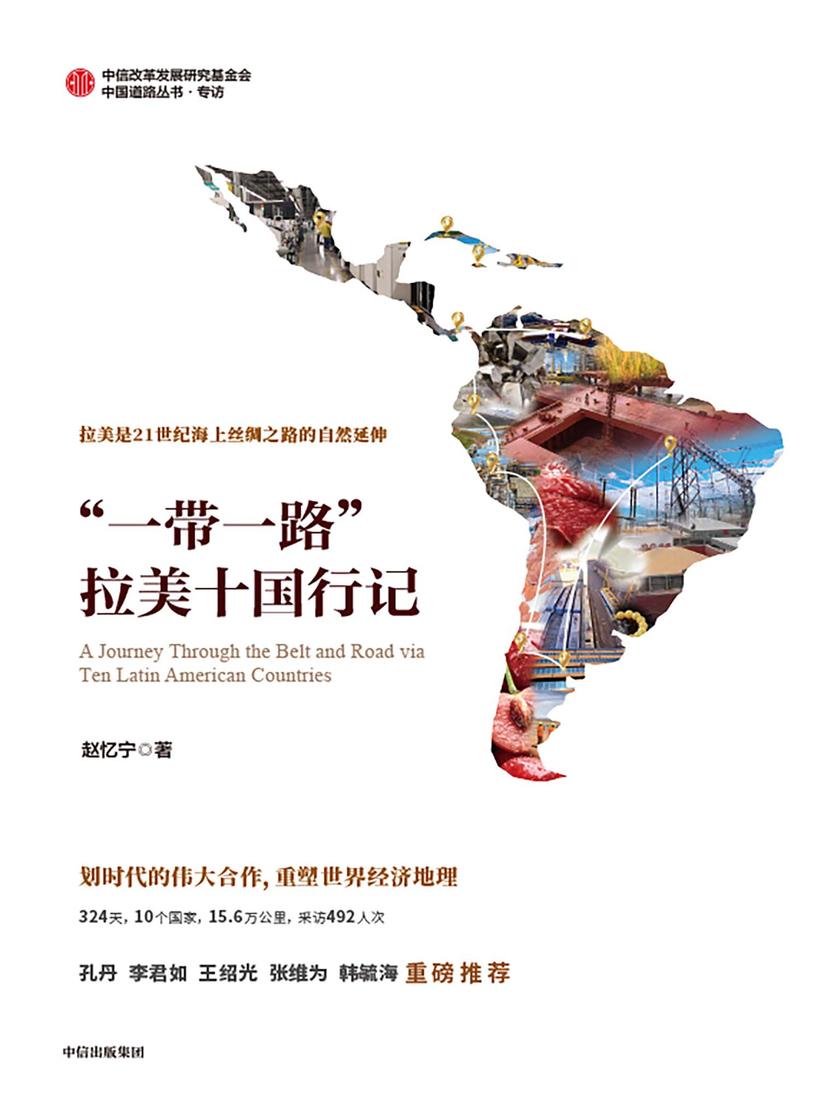 中信改革发展研究基金会
中国道路丛书·专访
拉美是21世纪海上丝绸之路的自然延伸
“一带一路”
拉美十国行记
A Journey Through the Belt and Road via
Ten Latin American Countries
赵忆宁◎著
划时代的伟大合作，重塑世界经济地理
324天，10个国家，15.6万公里，采访492人次
孔丹 李君如 王绍光 张维为 韩毓海 重磅推荐
中信出版集团